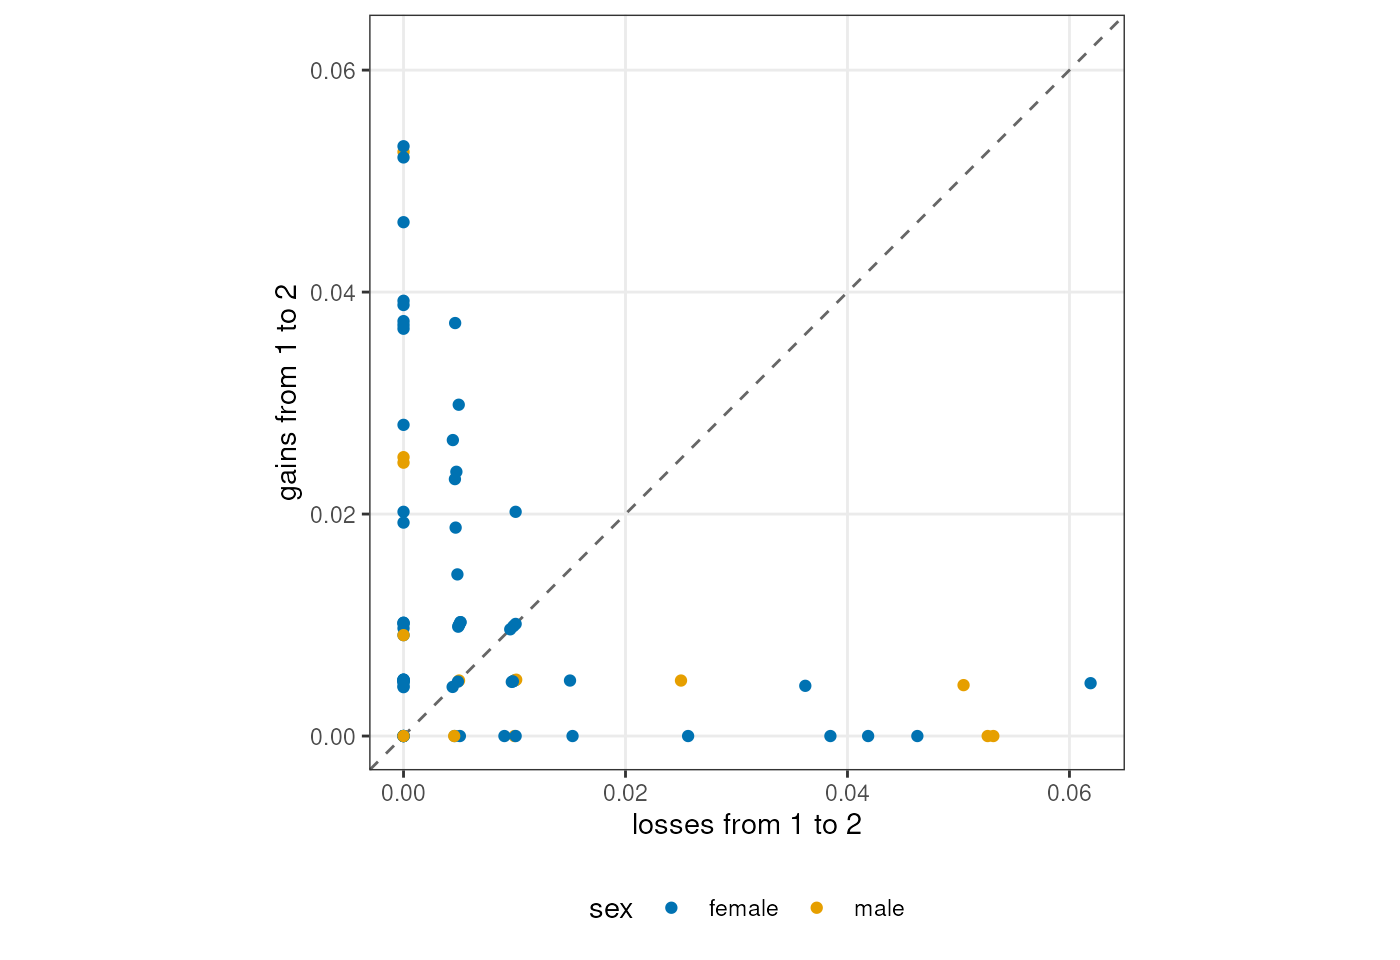 0.06
0.04
0.02
0.00
gains from 1 to 2
0.00 0.02 0.04 0.06
losses from 1 to 2
sex female male